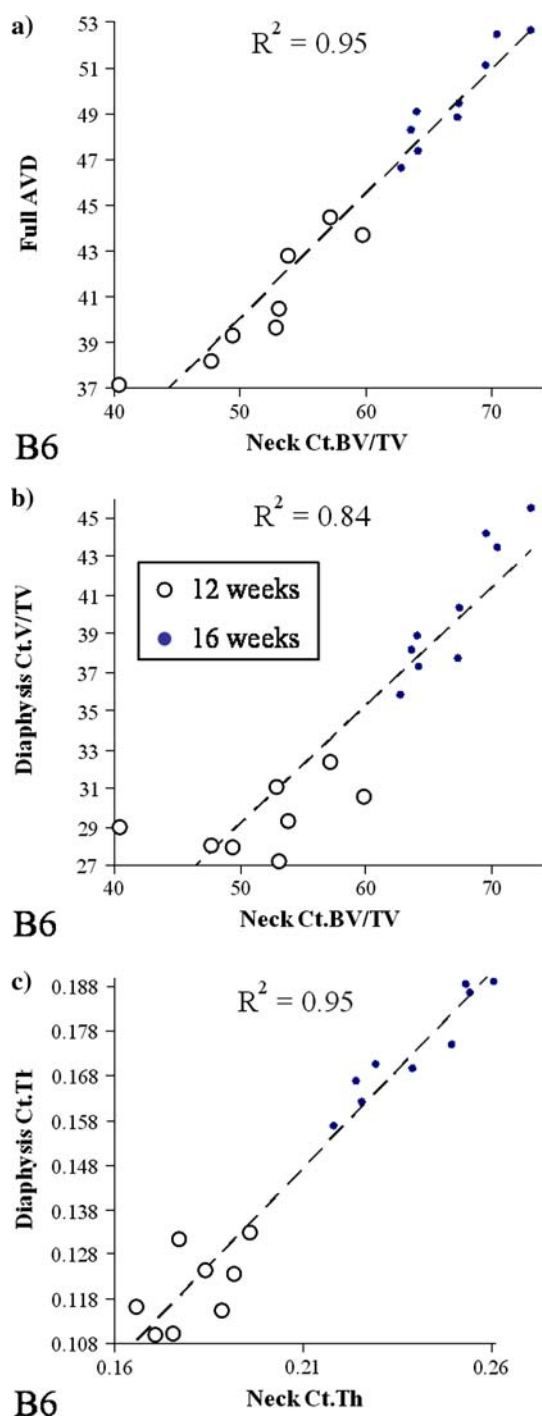 a)
R² = 0.95
53
51
49
47
45
43
41
39
37
Full AVD
40 50 60 70
Neck Ct.BV/TV
B6
b)
R² = 0.84
45
43
41
39
37
35
33
31
29
27
Diaphysis Ct.V/TV
12 weeks
16 weeks
40 50 60 70
Neck Ct.BV/TV
B6
c)
R² = 0.95
0.188
0.178
0.168
0.158
0.148
0.138
0.128
0.118
0.108
Diaphysis Ct.Th
0.16 0.21 0.26
Neck Ct.Th
B6